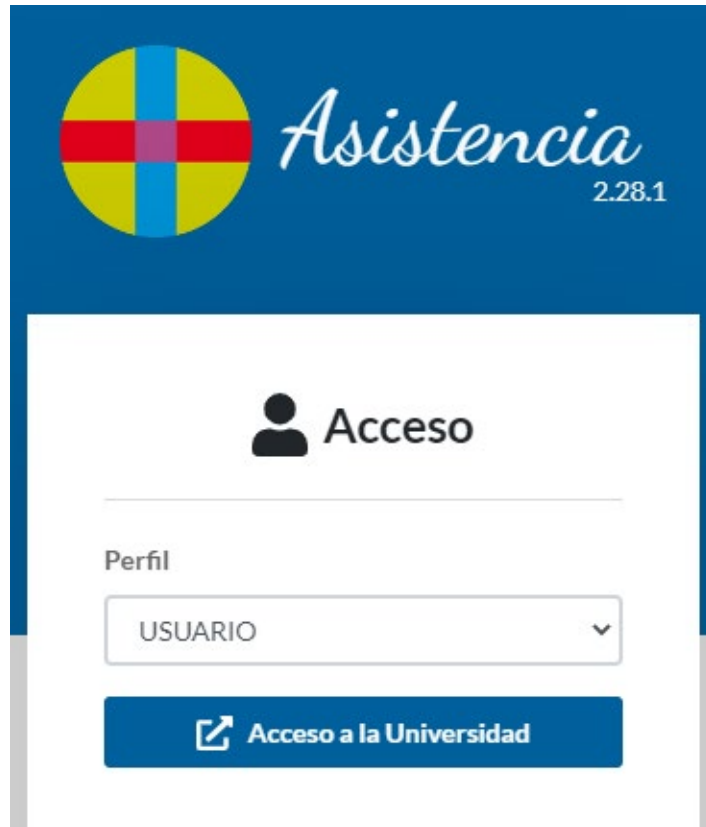 Asistencia
2.28.1
Acceso
Perfil
USUARIO
Acceso a la Universidad